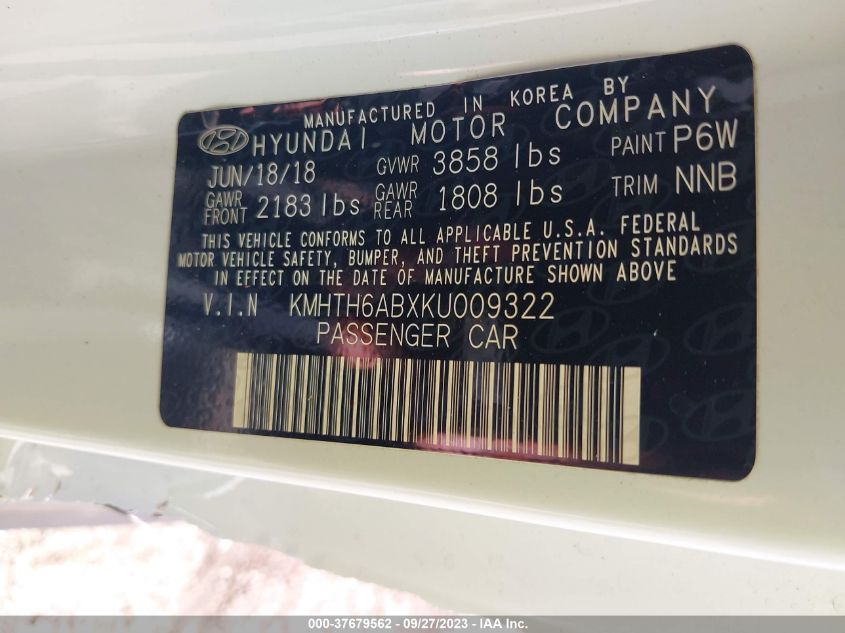 MANUFACTURED IN KOREA BY
HYUNDAI MOTOR COMPANY
JUN/18/18 GVWR 3858 lbs PAINT P6W
GAWR FRONT 2183 lbs GAWR REAR 1808 lbs TRIM NNB
THIS VEHICLE CONFORMS TO ALL APPLICABLE U.S.A. FEDERAL
MOTOR VEHICLE SAFETY, BUMPER, AND THEFT PREVENTION STANDARDS
IN EFFECT ON THE DATE OF MANUFACTURE SHOWN ABOVE
V.I.N KMHTH6ABXKU009322
PASSENGER CAR
000-37679562 - 09/27/2023 - IAA Inc.